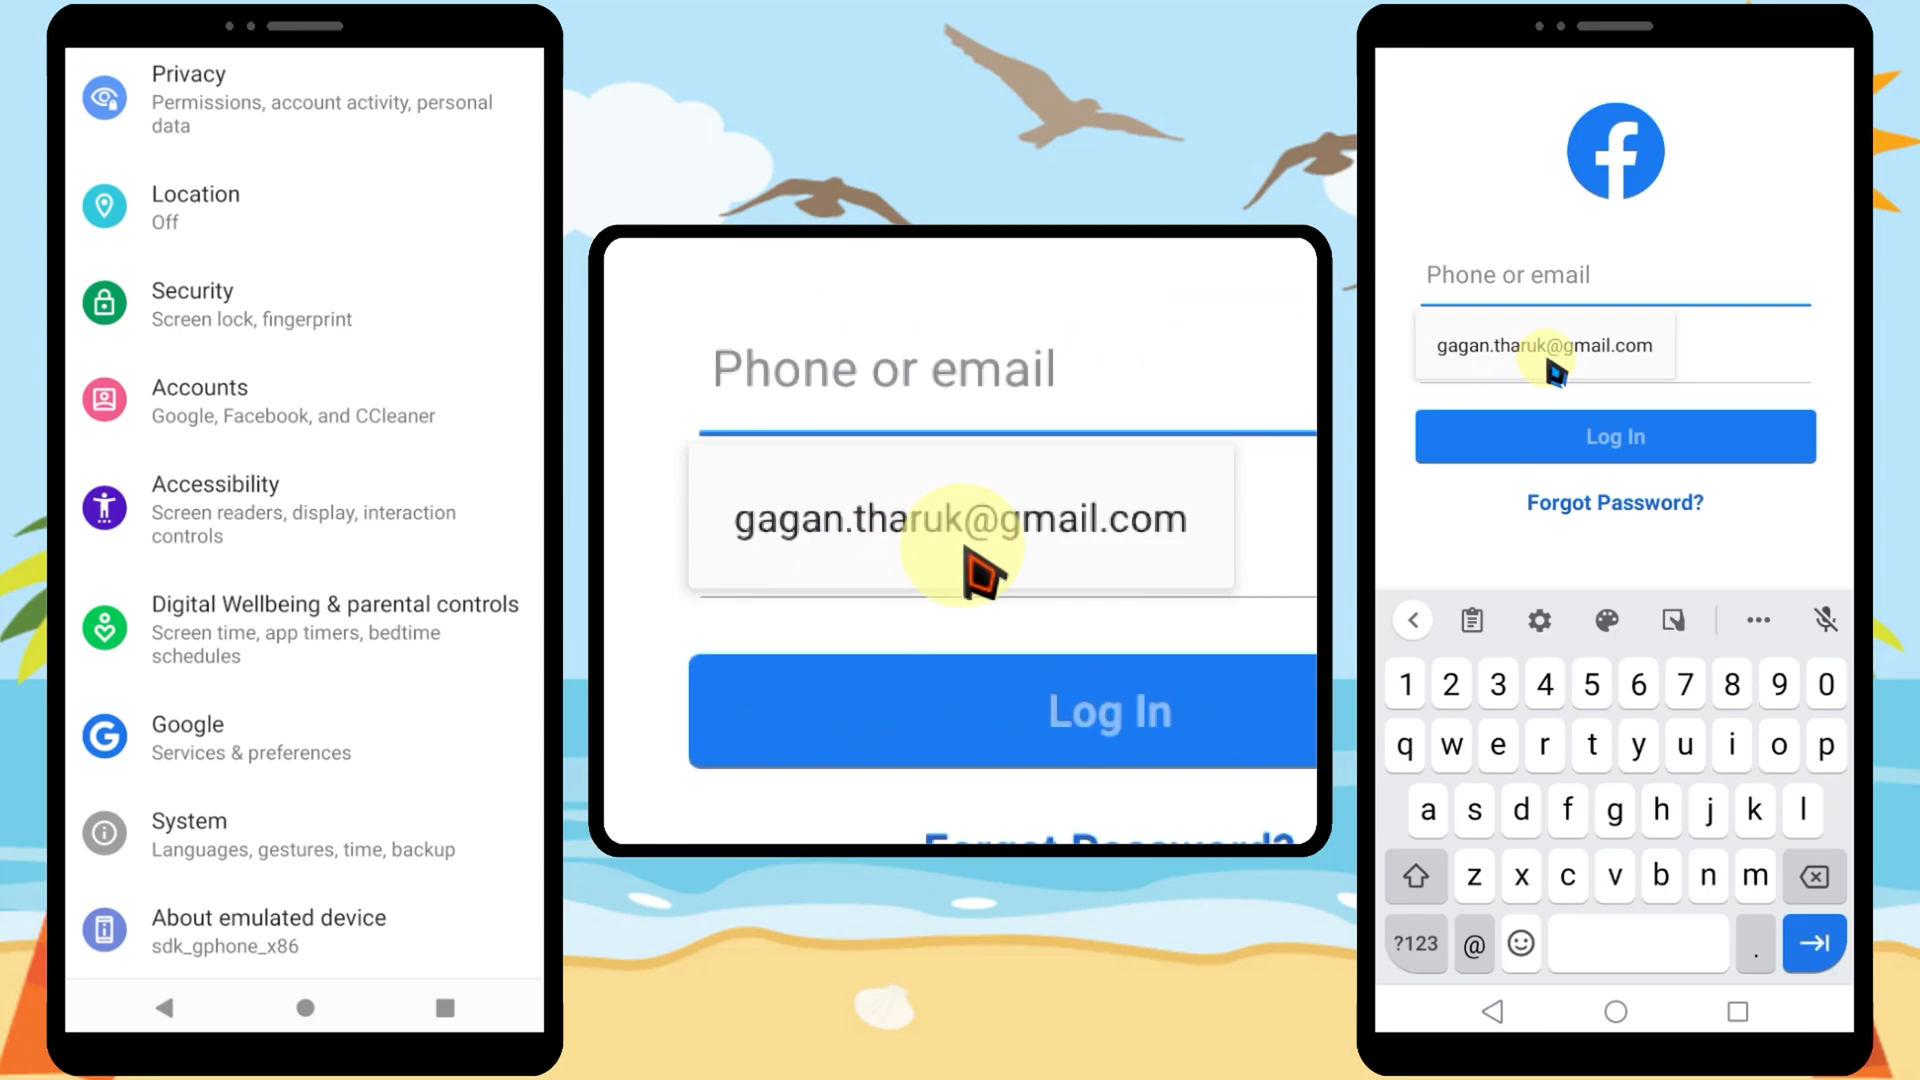 Privacy
Permissions, account activity, personal
data
Location
Off
Security
Screen lock, fingerprint
Accounts
Google, Facebook, and CCleaner
Accessibility
Screen readers, display, interaction
controls
Digital Wellbeing & parental controls
Screen time, app timers, bedtime
schedules
Google
Services & preferences
System
Languages, gestures, time, backup
About emulated device
sdk_gphone_x86
Phone or email
gagan.tharuk@gmail.com
Log In
Forgot Password?
Phone or email
gagan.tharuk@gmail.com
Log In
Forgot Password?
1 2 3 4 5 6 7 8 9 0
q w e r t y u i o p
a s d f g h j k l
z x c v b n m
?123 @ .